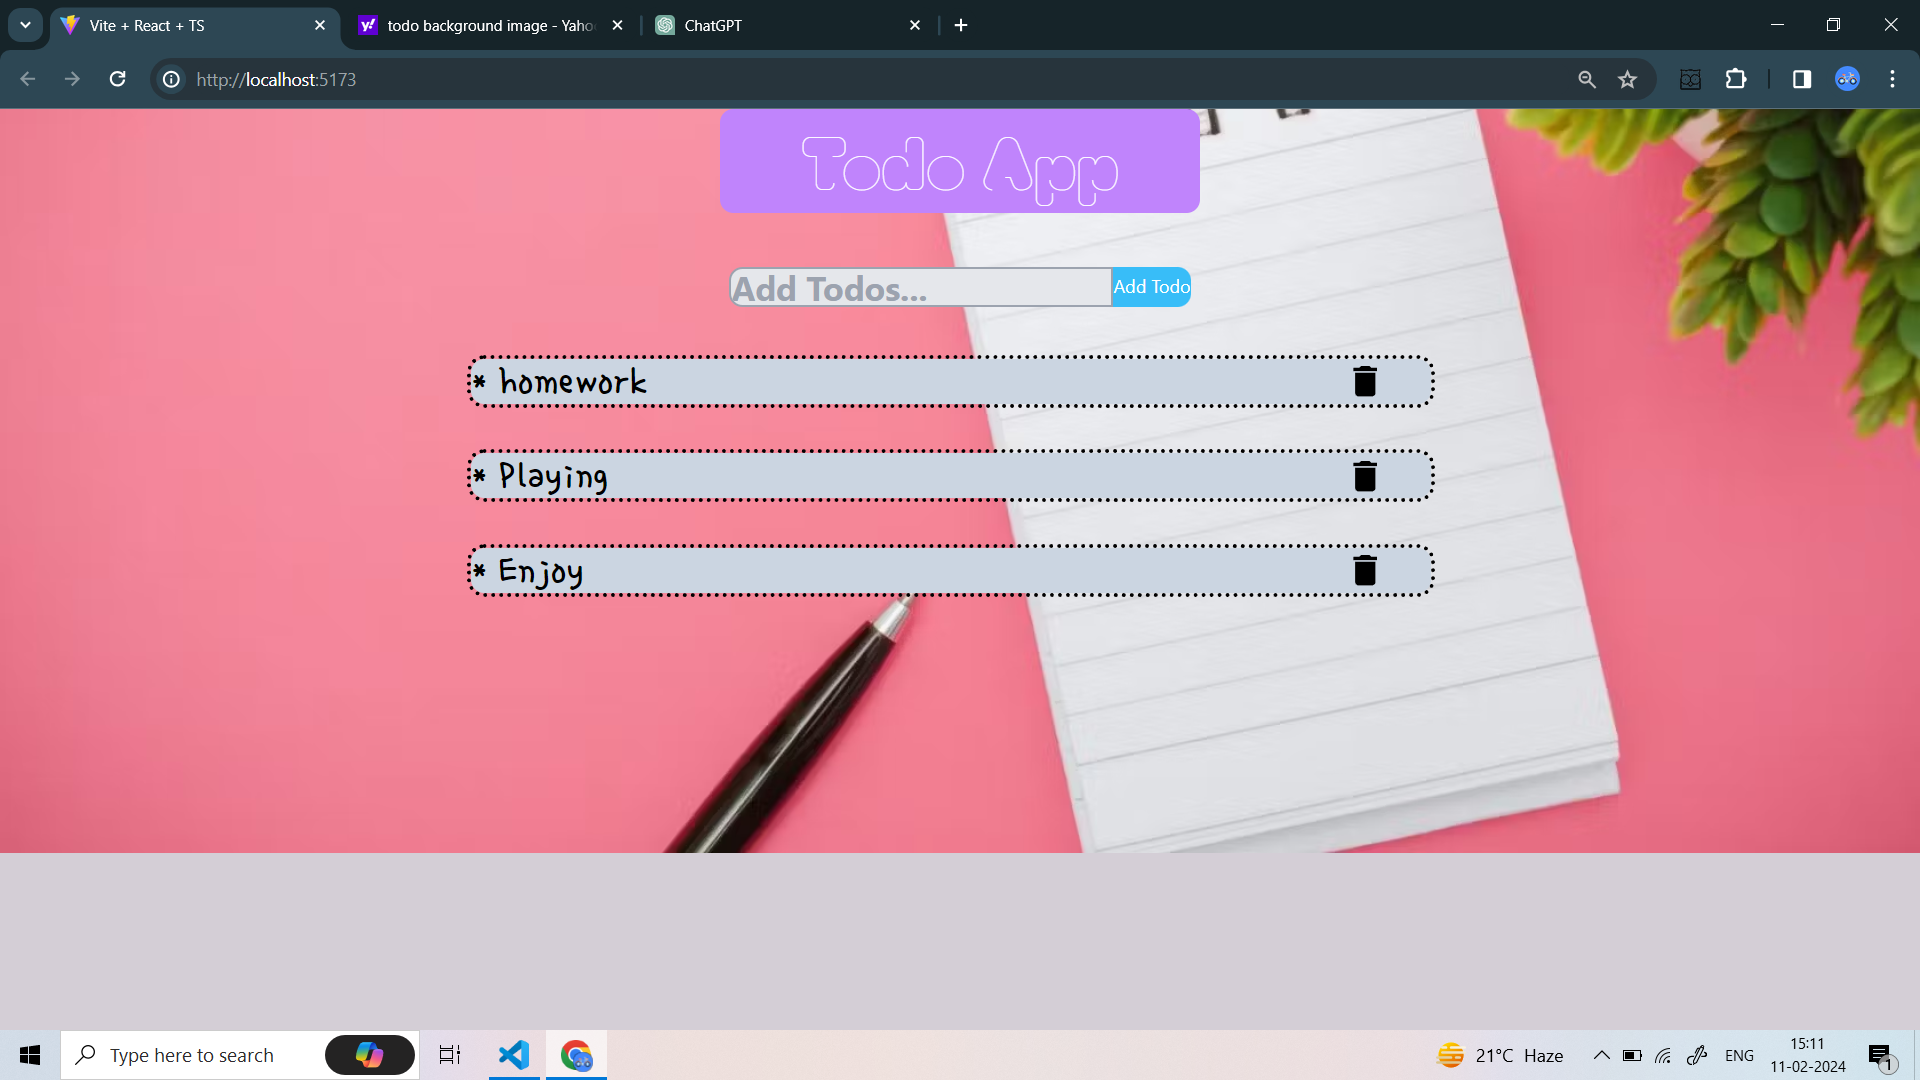 Vite + React + TS
todo background image - Yaho
ChatGPT
http://localhost:5173
Todo App
Add Todos...
Add Todo
* homework
* Playing
* Enjoy
Type here to search
21°C Haze
ENG
15:11
11-02-2024
1